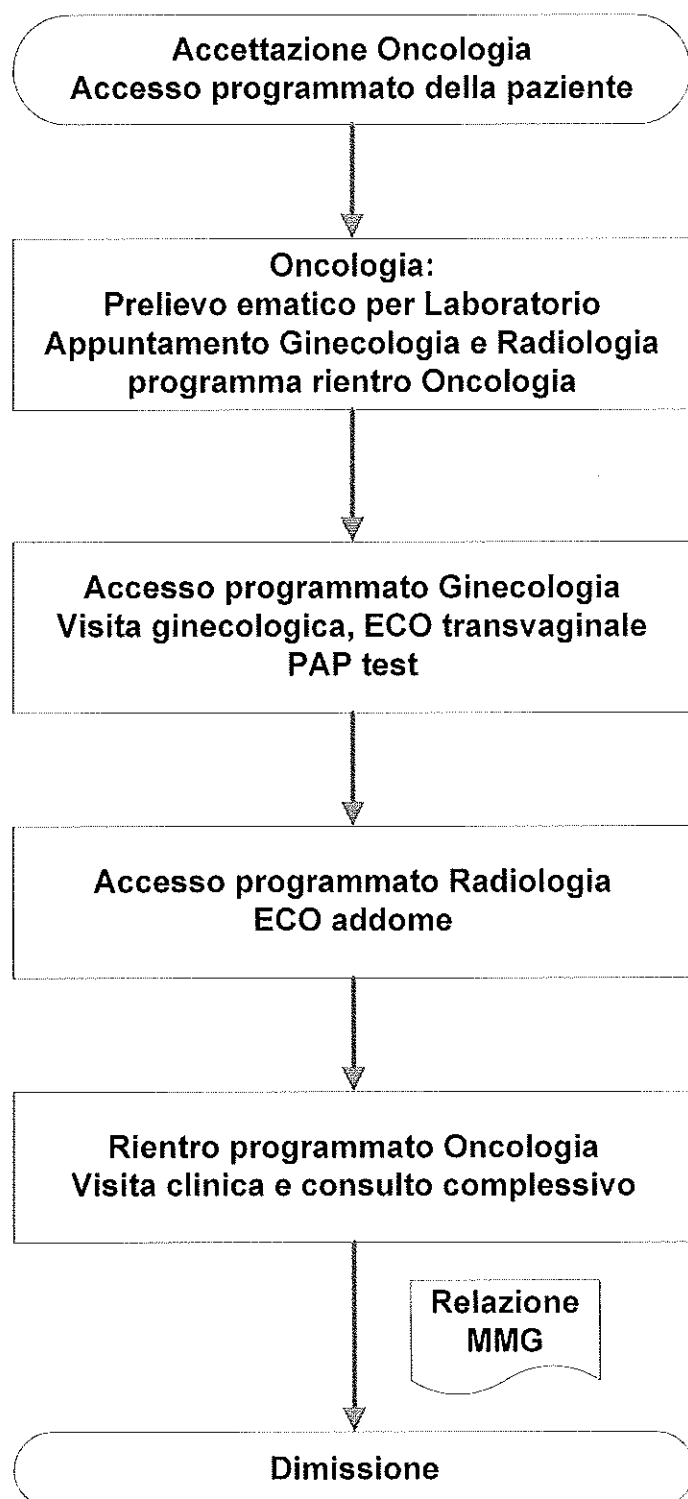 Accettazione Oncologia
Accesso programmato della paziente
Oncologia:
Prelievo ematico per Laboratorio
Appuntamento Ginecologia e Radiologia
programma rientro Oncologia
Accesso programmato Ginecologia
Visita ginecologica, ECO transvaginale
PAP test
Accesso programmato Radiologia
ECO addome
Rientro programmato Oncologia
Visita clinica e consulto complessivo
Relazione
MMG
Dimissione